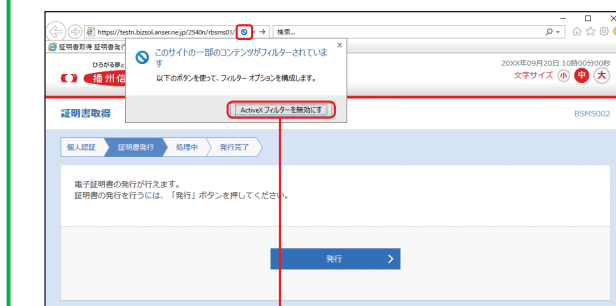 https://testn.bizsol.anser.ne.jp/2540n/rbsms01/
検索...
証明書取得 証明書発行
このサイトの一部のコンテンツがフィルターされていま
す
x
以下のボタンを使って、フィルター オプションを構成します。
ActiveX フィルターを無効にす
ひろがる夢と
播州信
20XX年09月20日 10時00分00秒
文字サイズ 小 中 大
証明書取得
BSMS002
個人認証 証明書発行 処理中 発行完了
電子証明書の発行が行えます。
証明書の発行を行うには、「発行」ボタンを押してください。
発行